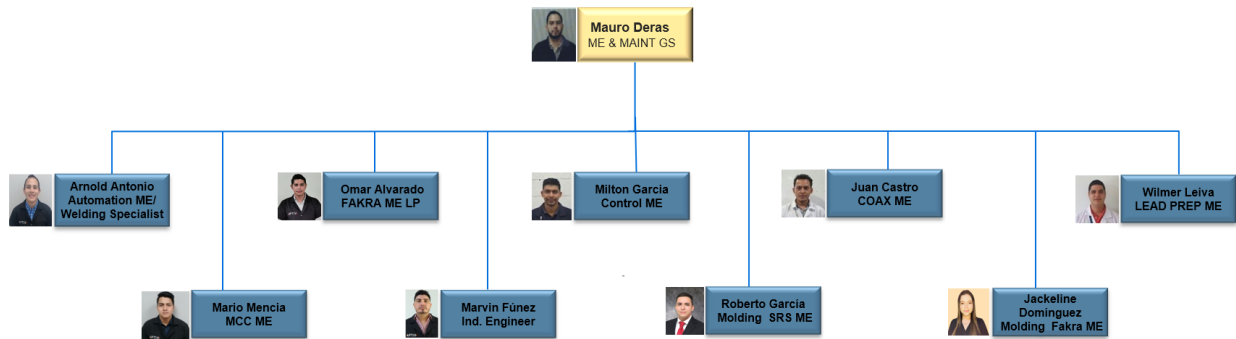 Mauro Deras
ME & MAINT GS
Arnold Antonio
Automation ME/
Welding Specialist
Omar Alvarado
FAKRA ME LP
Milton Garcia
Control ME
Juan Castro
COAX ME
Wilmer Leiva
LEAD PREP ME
Mario Mencia
MCC ME
Marvin Fúnez
Ind. Engineer
Roberto Garcia
Molding  SRS ME
Jackeline
Dominguez
Molding  Fakra ME